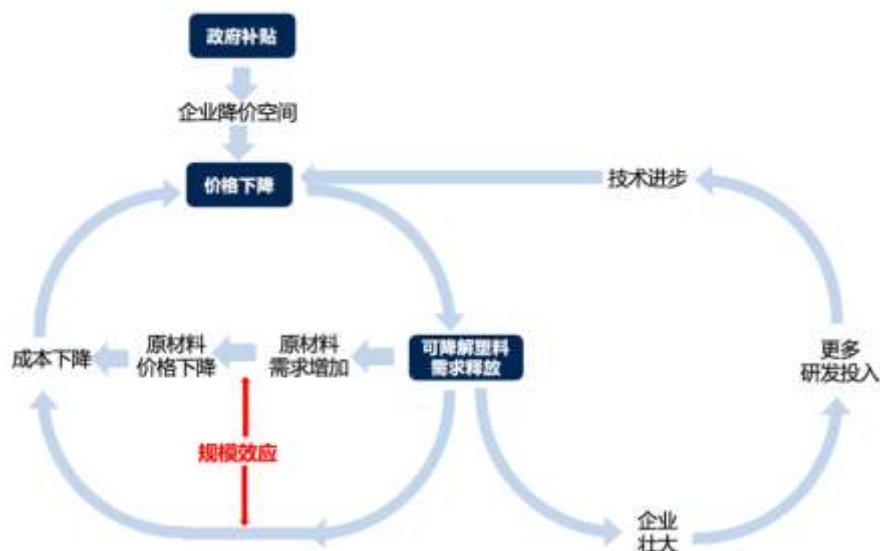 政府补贴
企业降价空间
价格下降
技术进步
成本下降
原材料
价格下降
原材料
需求增加
可降解塑料
需求释放
更多
研发投入
规模效应
企业
壮大